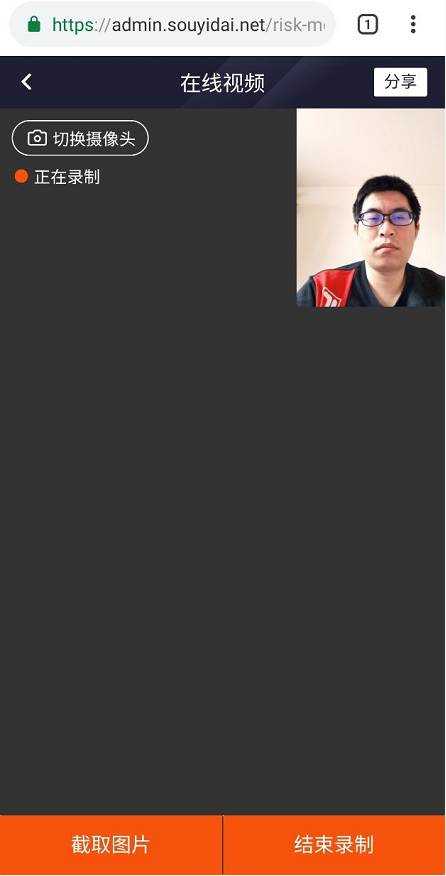 https://admin.souyidai.net/risk-m
1
在线视频
分享
切换摄像头
正在录制
截取图片
结束录制